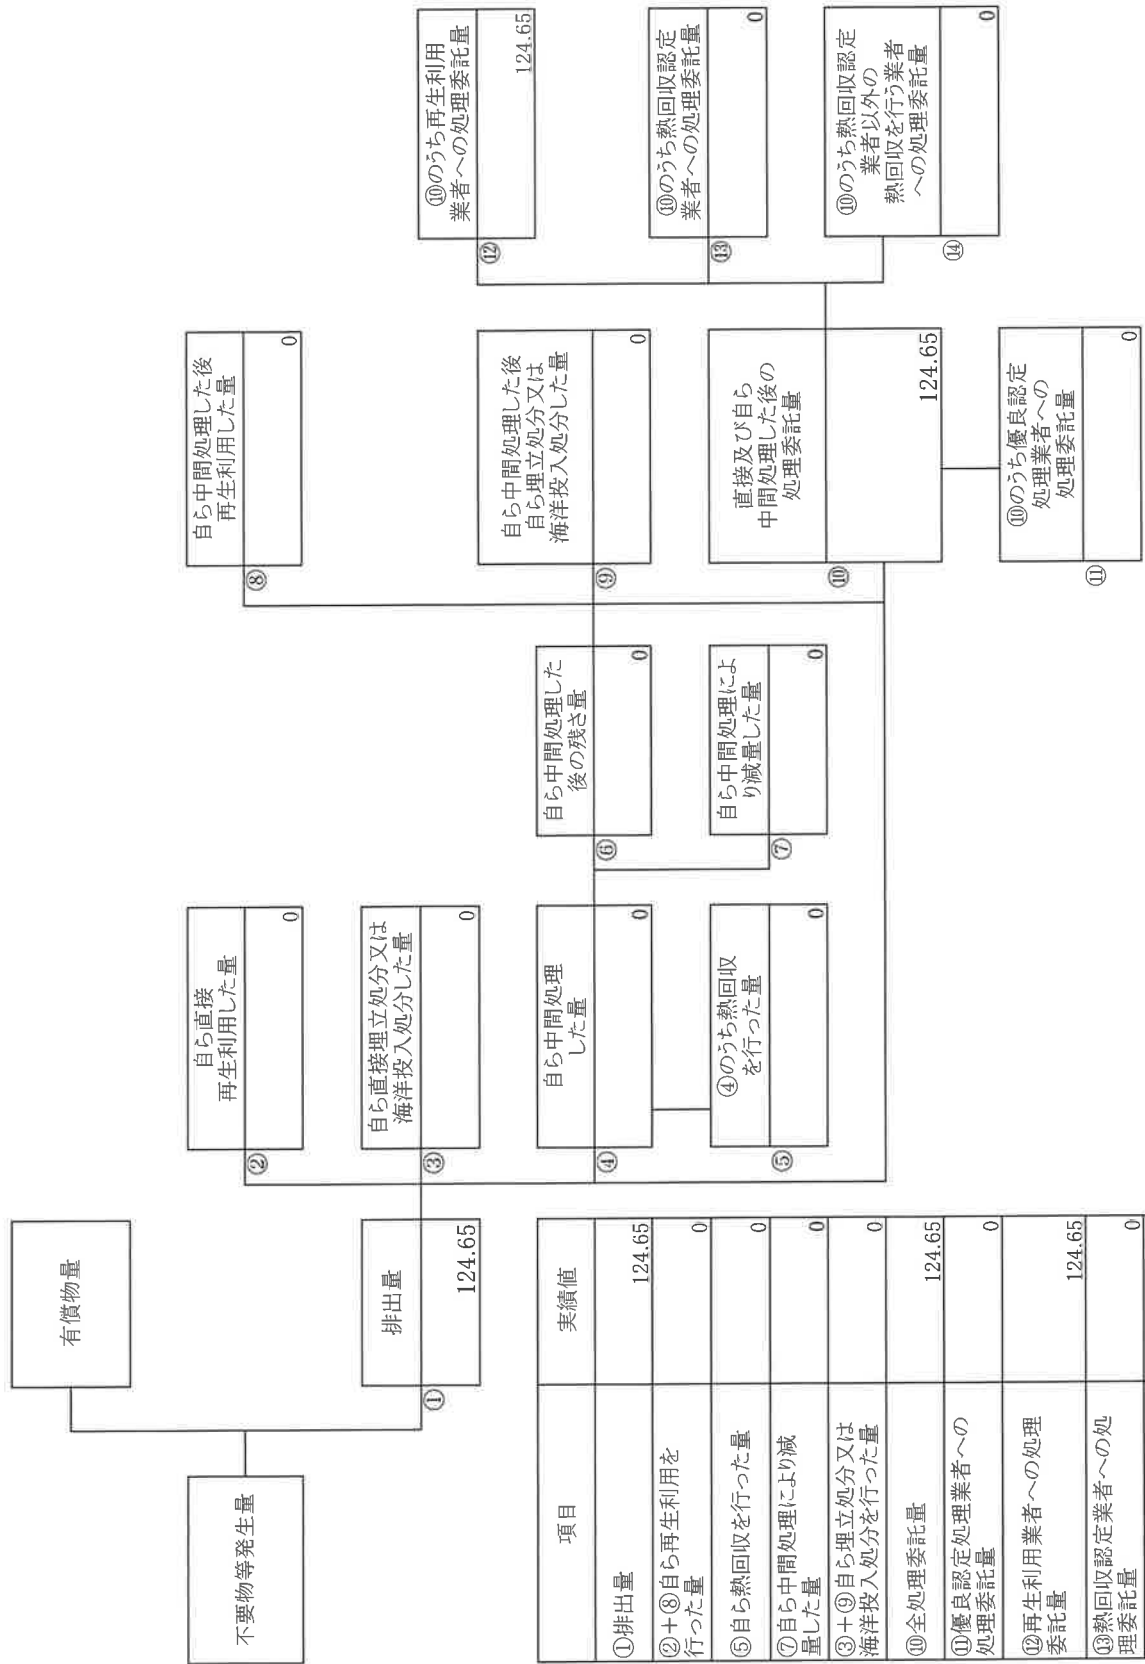 不要物等発生量
有償物量
①
排出量
124.65
②
自ら直接
再生利用した量
0
③
自ら直接埋立処分又は
海洋投入処分した量
0
④
自ら中間処理
した量
0
⑤
④のうち熱回収
を行った量
0
⑥
自ら中間処理した
後の残さ量
0
⑦
自ら中間処理によ
り減量した量
0
⑧
自ら中間処理した後
再生利用した量
0
⑨
自ら中間処理した後
自ら埋立処分又は
海洋投入処分した量
0
⑩
直接及び自ら
中間処理した後の
処理委託量
124.65
⑪
⑩のうち優良認定
処理業者への
処理委託量
0
⑫
⑩のうち再生利用
業者への処理委託量
124.65
⑬
⑩のうち熱回収認定
業者への処理委託量
0
⑭
⑩のうち熱回収認定
業者以外の
熱回収を行う業者
への処理委託量
0
項目 実績値
①排出量 124.65
②+⑧自ら再生利用を
行った量 0
⑤自ら熱回収を行った量 0
⑦自ら中間処理により減
量した量 0
③+⑨自ら埋立処分又は
海洋投入処分を行った量 0
⑩全処理委託量 124.65
⑪優良認定処理業者への
処理委託量 0
⑫再生利用業者への処理
委託量 124.65
⑬熱回収認定業者への処
理委託量 0